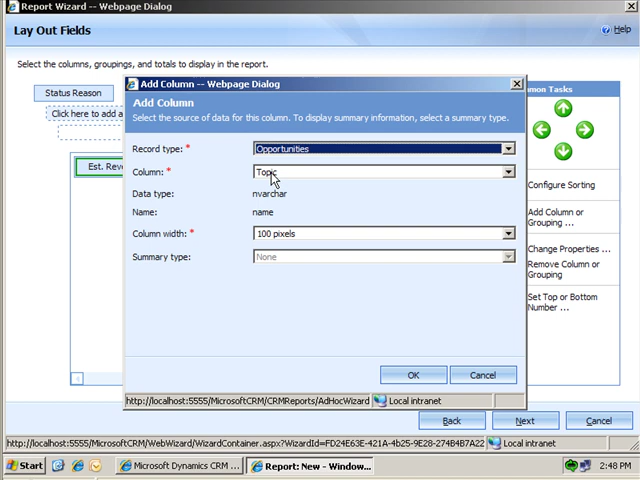 Report Wizard -- Webpage Dialog
Lay Out Fields
Help
Select the columns, groupings, and totals to display in the report.
Status Reason
Click here to add a
Est. Reve
Add Column -- Webpage Dialog
Add Column
Select the source of data for this column. To display summary information, select a summary type.
Record type: * Opportunities
Column: * Topic
Data type: nvarchar
Name: name
Column width: * 100 pixels
Summary type: None
OK Cancel
http://localhost:5555/MicrosoftCRM/CRMReports/AdHocWizard Local intranet
mon Tasks
Configure Sorting
Add Column or
Grouping ...
Change Properties ...
Remove Column or
Grouping
Set Top or Bottom
Number ...
Back Next Cancel
http://localhost:5555/MicrosoftCRM/WebWizard/WizardContainer.aspx?WizardId=FD24E63E-421A-4b25-9E28-274B4B7A22 Local intranet
Start Microsoft Dynamics CRM ... Report: New - Window... 2:48 PM